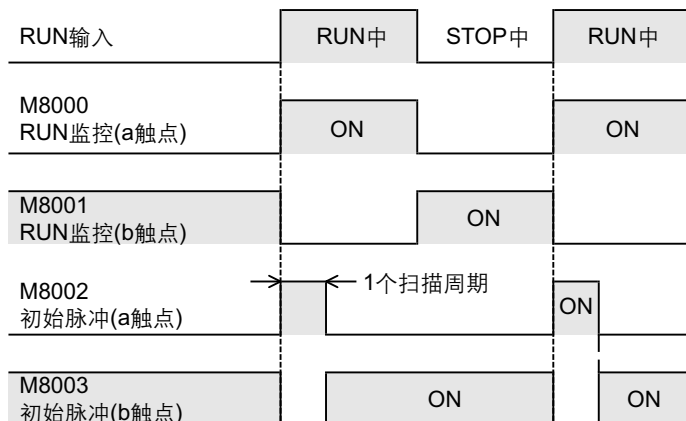 RUN输入
RUN中
STOP中
RUN中
M8000
RUN监控(a触点)
ON
ON
M8001
RUN监控(b触点)
ON
M8002
初始脉冲(a触点)
1个扫描周期
ON
M8003
初始脉冲(b触点)
ON
ON